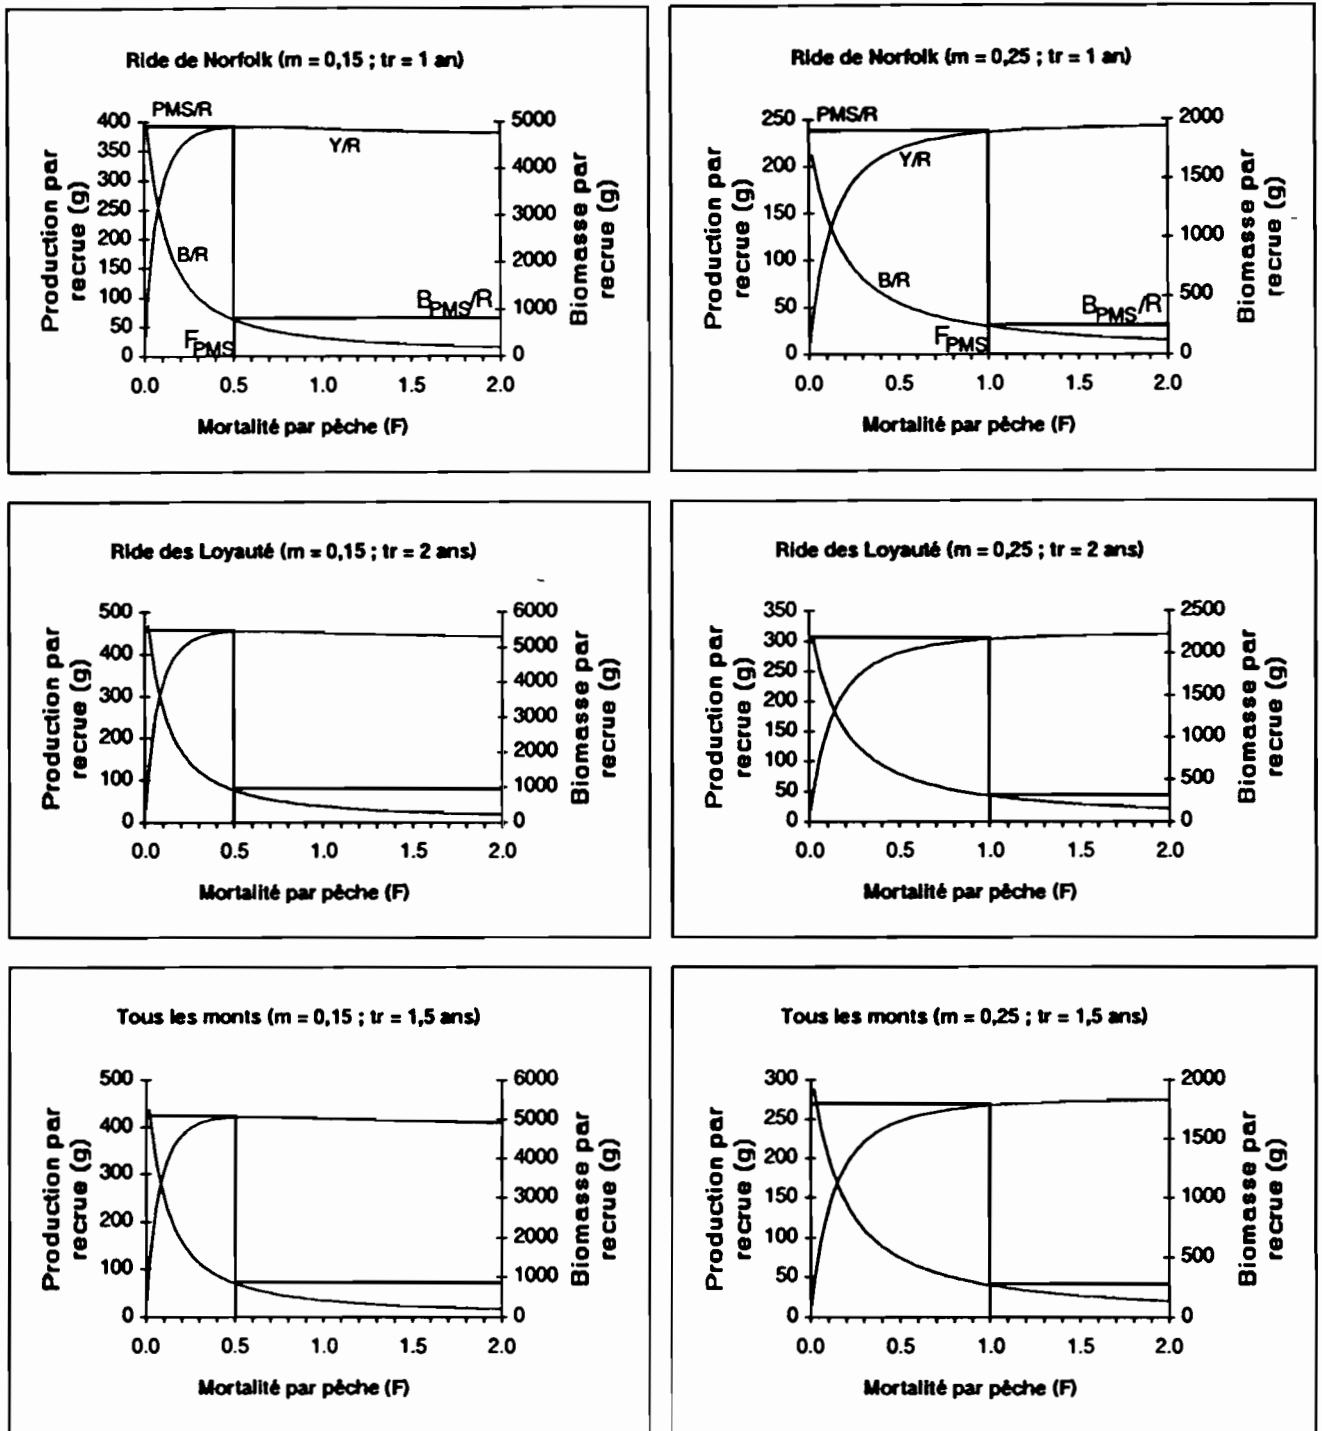 Ride de Norfolk (m = 0,15 ; tr = 1 an)
PMS/R
Y/R
B/R
B_PMS/R
F_PMS
400
350
300
250
200
150
100
50
0
5000
4000
3000
2000
1000
0
0.0 0.5 1.0 1.5 2.0
Production par recrue (g)
Biomasse par recrue (g)
Mortalité par pêche (F)
Ride de Norfolk (m = 0,25 ; tr = 1 an)
PMS/R
Y/R
B/R
B_PMS/R
F_PMS
250
200
150
100
50
0
2000
1500
1000
500
0
0.0 0.5 1.0 1.5 2.0
Production par recrue (g)
Biomasse par recrue (g)
Mortalité par pêche (F)
Ride des Loyauté (m = 0,15 ; tr = 2 ans)
500
400
300
200
100
0
6000
5000
4000
3000
2000
1000
0
0.0 0.5 1.0 1.5 2.0
Production par recrue (g)
Biomasse par recrue (g)
Mortalité par pêche (F)
Ride des Loyauté (m = 0,25 ; tr = 2 ans)
350
300
250
200
150
100
50
0
2500
2000
1500
1000
500
0
0.0 0.5 1.0 1.5 2.0
Production par recrue (g)
Biomasse par recrue (g)
Mortalité par pêche (F)
Tous les monts (m = 0,15 ; tr = 1,5 ans)
500
400
300
200
100
0
6000
5000
4000
3000
2000
1000
0
0.0 0.5 1.0 1.5 2.0
Production par recrue (g)
Biomasse par recrue (g)
Mortalité par pêche (F)
Tous les monts (m = 0,25 ; tr = 1,5 ans)
300
250
200
150
100
50
0
2000
1500
1000
500
0
0.0 0.5 1.0 1.5 2.0
Production par recrue (g)
Biomasse par recrue (g)
Mortalité par pêche (F)